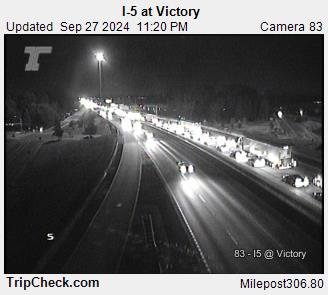 I-5 at Victory
Updated Sep 27 2024 11:20 PM Camera 83
T
S
83 - I5 @ Victory
TripCheck.com Milepost306.80